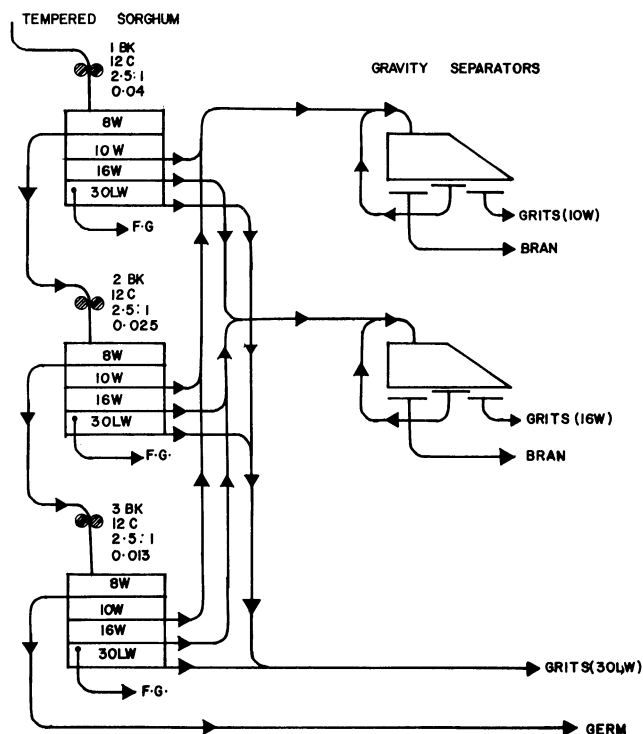 TEMPERED SORGHUM
1 BK
12 C
2·5:1
0·04
GRAVITY SEPARATORS
8W
10W
16W
30LW
F·G
GRITS(10W)
BRAN
2 BK
12C
2·5:1
0·025
8W
10W
16W
30LW
F·G·
GRITS (16W)
BRAN
3 BK
12C
2·5:1
0·013
8W
10W
16W
30LW
F·G·
GRITS(30LW)
GERM